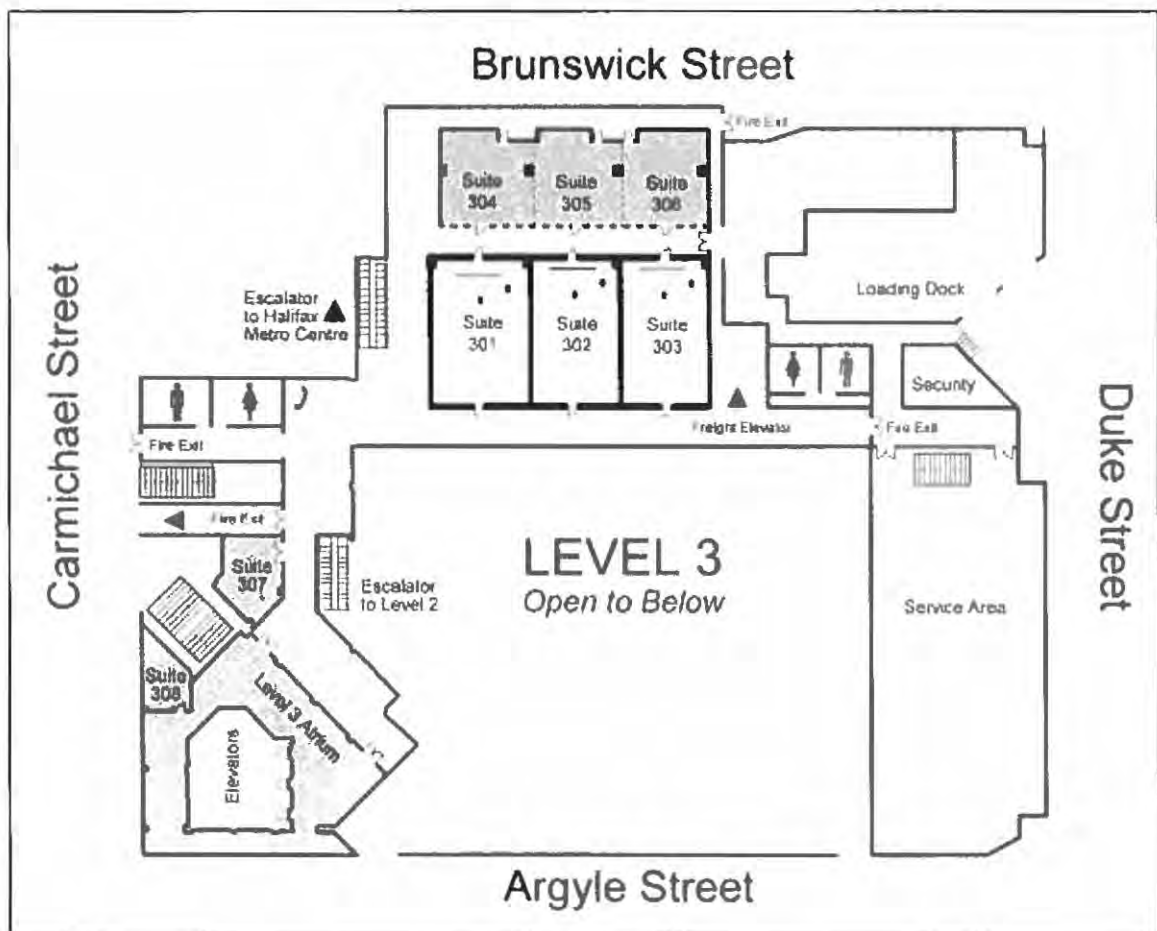 Brunswick Street
Fire Exit
Suite
304
Suite
305
Suite
306
Carmichael Street
Escalator
to Halifax
Metro Centre
Suite
301
Suite
302
Suite
303
Loading Dock
Security
Duke Street
Fire Exit
Freight Elevator
Fire Exit
Fire Exit
Suite
307
Escalator
to Level 2
LEVEL 3
Open to Below
Service Area
Suite
308
Level 3 Atrium
Elevators
Argyle Street